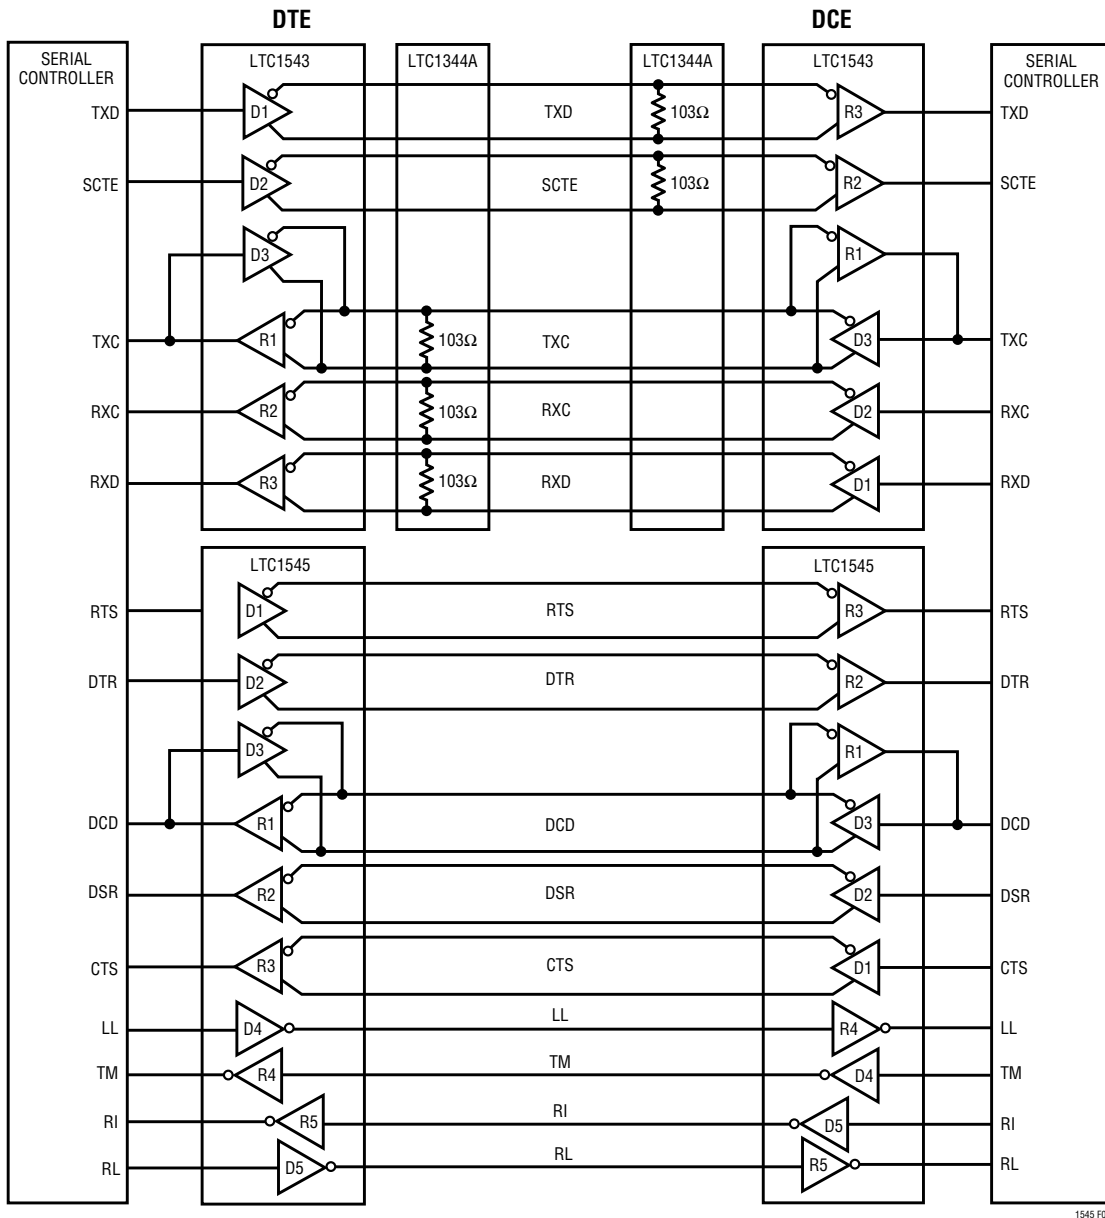 DTE
DCE
SERIAL
CONTROLLER
LTC1543
LTC1344A
LTC1344A
LTC1543
SERIAL
CONTROLLER
TXD
D1
TXD
103Ω
R3
TXD
SCTE
D2
SCTE
103Ω
R2
SCTE
D3
R1
TXC
R1
103Ω
TXC
D3
TXC
RXC
R2
103Ω
RXC
D2
RXC
RXD
R3
103Ω
RXD
D1
RXD
LTC1545
LTC1545
RTS
D1
RTS
R3
RTS
DTR
D2
DTR
R2
DTR
D3
R1
DCD
R1
DCD
D3
DCD
DSR
R2
DSR
D2
DSR
CTS
R3
CTS
D1
CTS
LL
D4
LL
R4
LL
TM
R4
TM
D4
TM
RI
R5
RI
D5
RI
RL
D5
RL
R5
RL
1545 F0